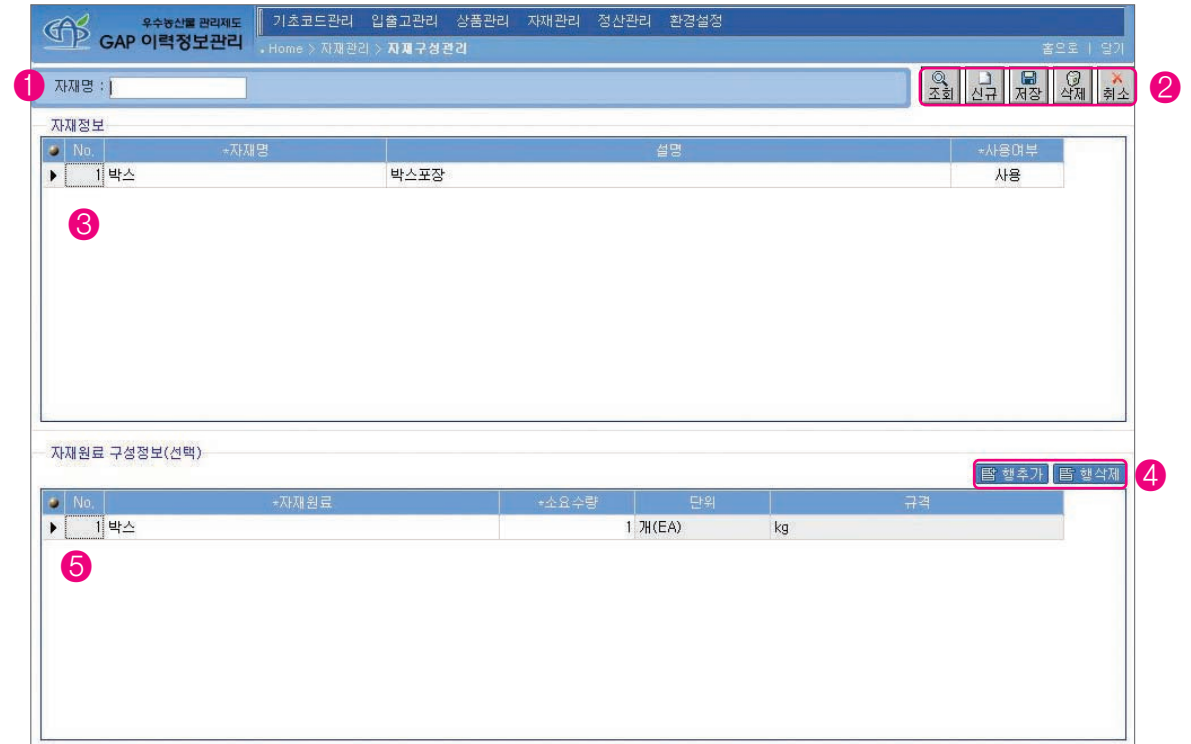 우수농산물 관리제도
GAP 이력정보관리
기초코드관리 입출고관리 상품관리 자재관리 정산관리 환경설정
Home > 자재관리 > 자재구성관리
홈으로 | 닫기
1 자재명 :
조회 신규 저장 삭제 취소 2
자재정보
No. *자재명 설명 *사용여부
1 박스 박스포장 사용
3
자재원료 구성정보(선택)
행추가 행삭제 4
No. *자재원료 *소요수량 단위 규격
1 박스 1 개(EA) kg
5